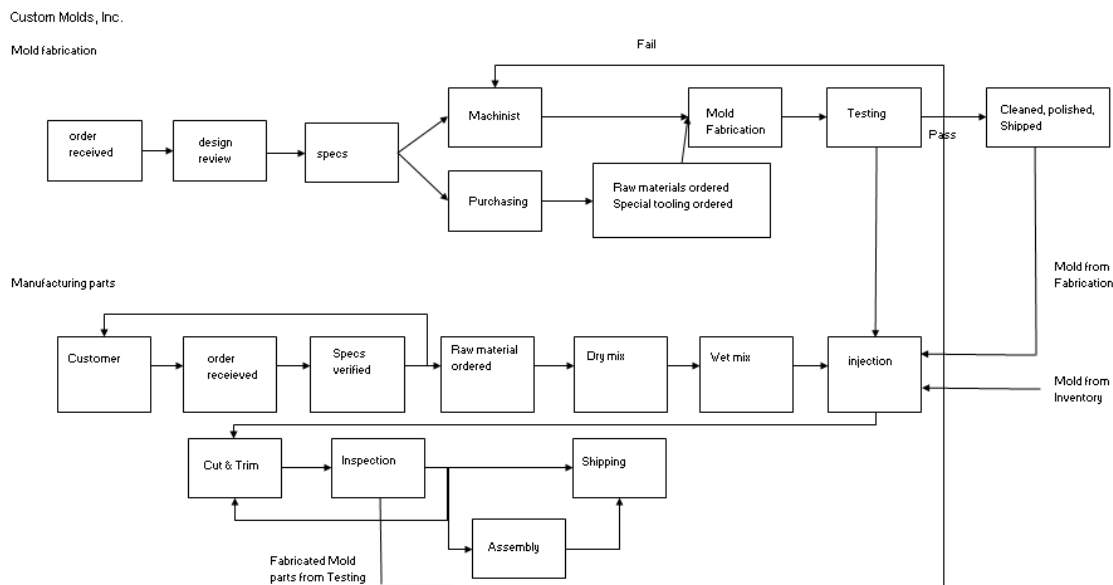 Custom Molds, Inc.
Mold fabrication
Fail
order
received
design
review
specs
Machinist
Purchasing
Raw materials ordered
Special tooling ordered
Mold
Fabrication
Testing
Pass
Cleaned, polished,
Shipped
Mold from
Fabrication
Manufacturing parts
Customer
order
receieved
Specs
verified
Raw material
ordered
Dry mix
Wet mix
injection
Mold from
Inventory
Cut & Trim
Inspection
Shipping
Assembly
Fabricated Mold
parts from Testing